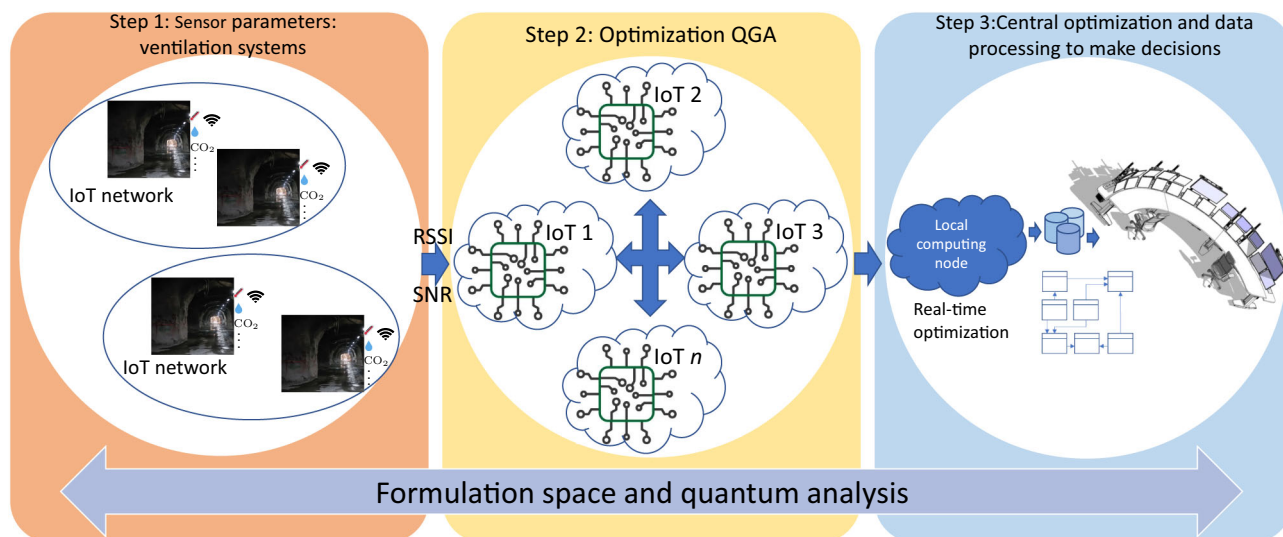 Step 1: Sensor parameters:
ventilation systems
CO₂
CO₂
IoT network
CO₂
IoT network
CO₂
RSSI
SNR
Step 2: Optimization QGA
IoT 2
IoT 1
IoT 3
IoT n
Step 3:Central optimization and data
processing to make decisions
Local
computing
node
Real-time
optimization
Formulation space and quantum analysis